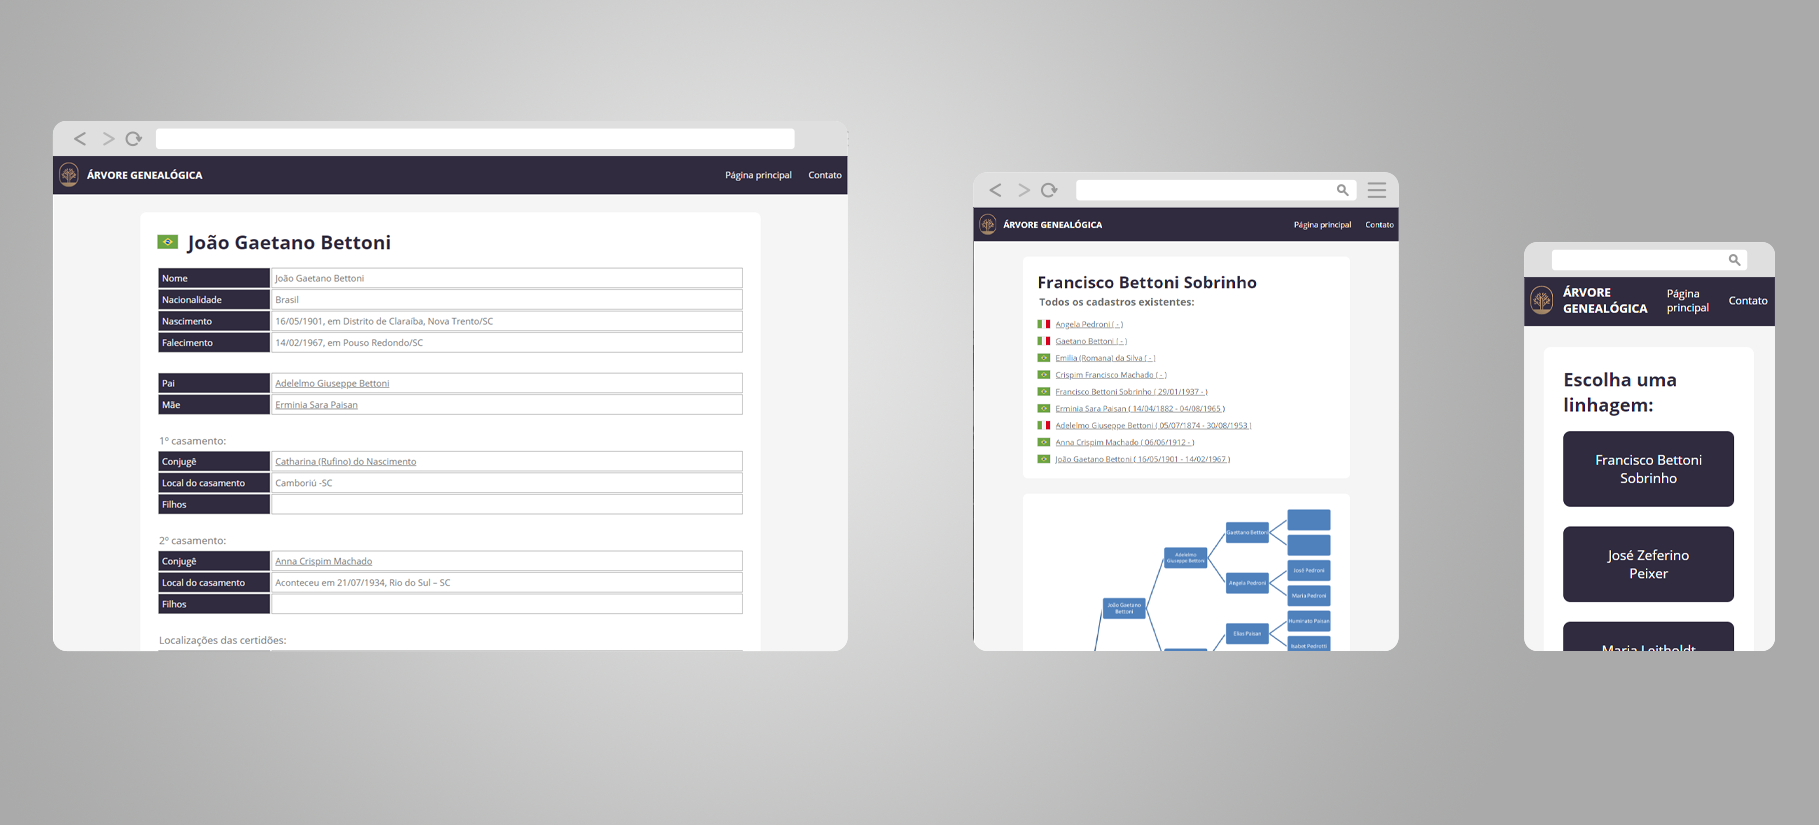 ÁRVORE GENEALÓGICA
Página principal
Contato
João Gaetano Bettoni
Nome João Gaetano Bettoni
Nacionalidade Brasil
Nascimento 16/05/1901, em Distrito de Claraíba, Nova Trento/SC
Falecimento 14/02/1967, em Pouso Redondo/SC
Pai Adelelmo Giuseppe Bettoni
Mãe Erminia Sara Paisan
1º casamento:
Conjugê Catharina (Rufino) do Nascimento
Local do casamento Camboriú -SC
Filhos
2º casamento:
Conjugê Anna Crispim Machado
Local do casamento Aconteceu em 21/07/1934, Rio do Sul – SC
Filhos
Localizações das certidões:
ÁRVORE GENEALÓGICA
Página principal
Contato
Francisco Bettoni Sobrinho
Todos os cadastros existentes:
Angela Pedroni ( - )
Gaetano Bettoni ( - )
Emilia (Romana) da Silva ( - )
Crispim Francisco Machado ( - )
Francisco Bettoni Sobrinho ( 29/01/1937 - )
Erminia Sara Paisan ( 14/04/1882 - 04/08/1965 )
Adelelmo Giuseppe Bettoni ( 05/07/1874 - 30/08/1953 )
Anna Crispim Machado ( 06/06/1912 - )
João Gaetano Bettoni ( 16/05/1901 - 14/02/1967 )
Gaettano Bettoni
Adelelmo
Giuseppe Bettoni
José Pedroni
Angela Pedroni
Maria Pedroni
João Gaetano
Bettoni
Huminato Paisan
Elias Paisan
Isabel Pedrotti
ÁRVORE
GENEALÓGICA
Página
principal
Contato
Escolha uma
linhagem:
Francisco Bettoni
Sobrinho
José Zeferino
Peixer
Maria Leitholdt